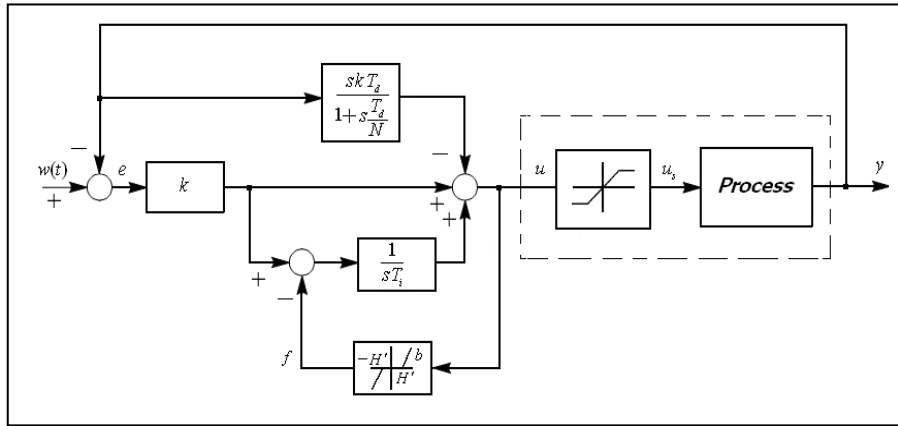 skT_d
1+s T_d
N
−
−
w(t)
+
e
k
+
+
u
u_s
Process
y
+
−
1
sT_i
f
−H' b
H'